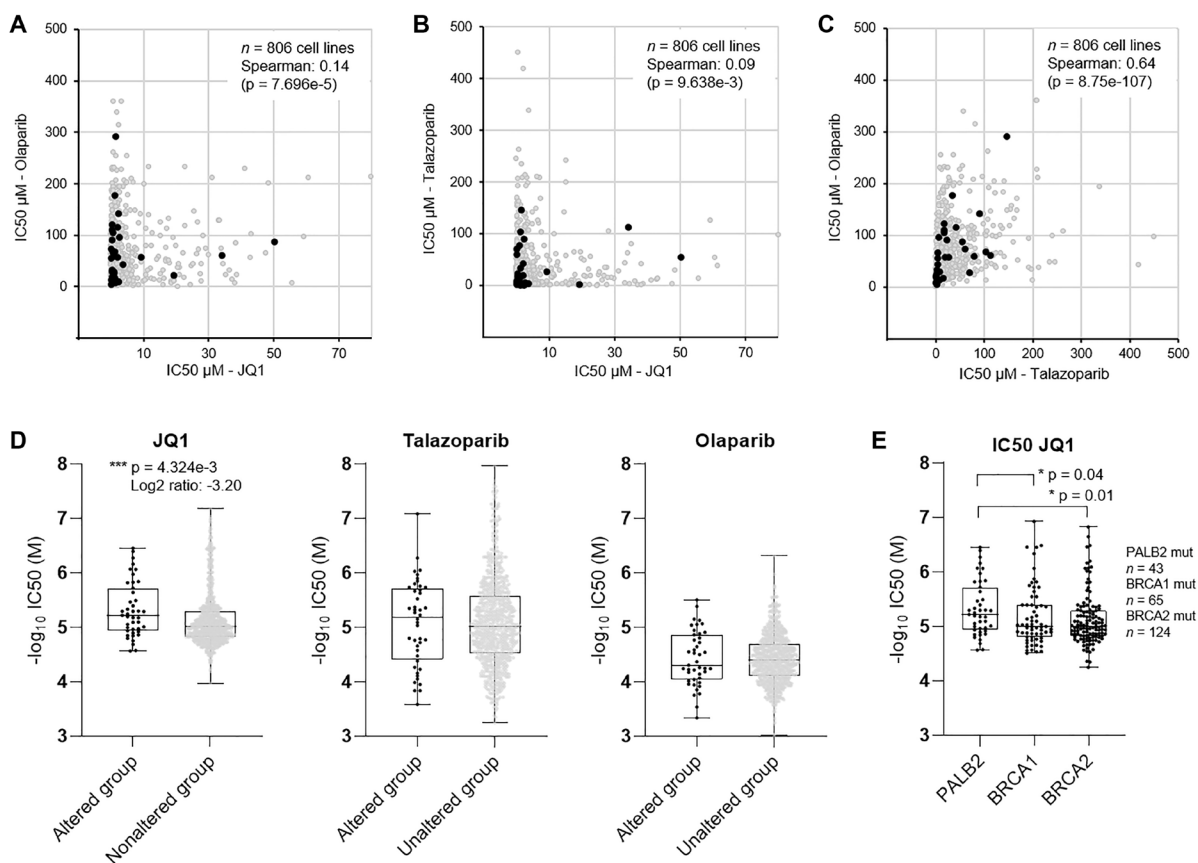 A
500
400
300
200
100
0
10
30
50
70
IC50 µM - Olaparib
IC50 µM - JQ1
n = 806 cell lines
Spearman: 0.14
(p = 7.696e-5)
B
500
400
300
200
100
0
10
30
50
70
IC50 µM - Talazoparib
IC50 µM - JQ1
n = 806 cell lines
Spearman: 0.09
(p = 9.638e-3)
C
500
400
300
200
100
0
0
100
200
300
400
500
IC50 µM - Olaparib
IC50 µM - Talazoparib
n = 806 cell lines
Spearman: 0.64
(p = 8.75e-107)
D
JQ1
*** p = 4.324e-3
Log2 ratio: -3.20
8
7
6
5
4
3
-log10 IC50 (M)
Altered group
Nonaltered group
Talazoparib
8
7
6
5
4
3
-log10 IC50 (M)
Altered group
Unaltered group
Olaparib
8
7
6
5
4
3
-log10 IC50 (M)
Altered group
Unaltered group
E
IC50 JQ1
* p = 0.04
* p = 0.01
8
7
6
5
4
3
-log10 IC50 (M)
PALB2
BRCA1
BRCA2
PALB2 mut
n = 43
BRCA1 mut
n = 65
BRCA2 mut
n = 124